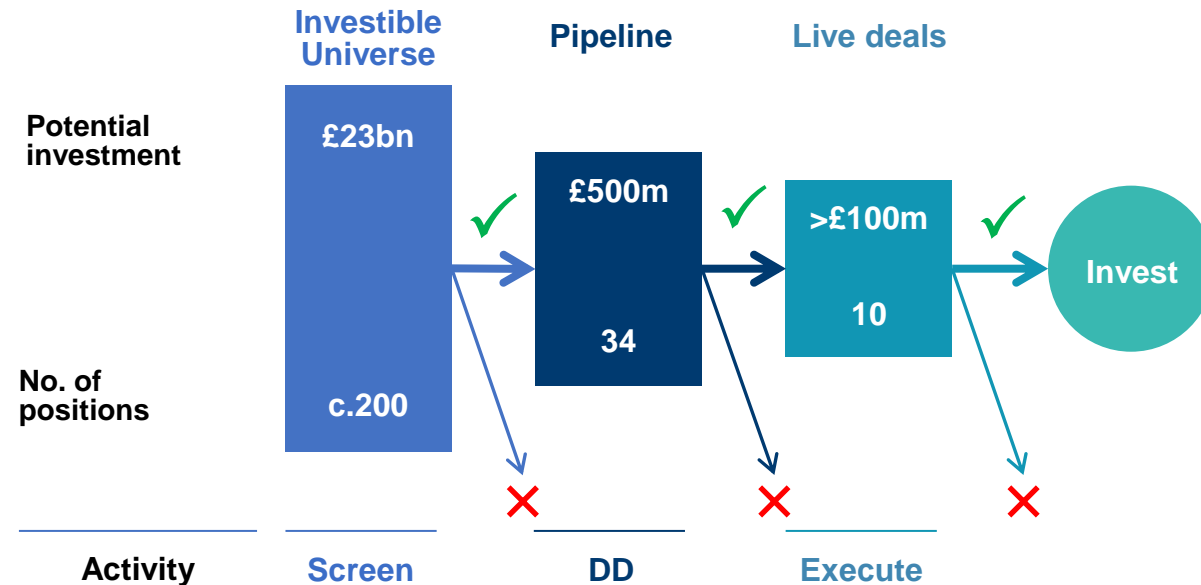 Investible
Universe
Pipeline
Live deals
Potential
investment
£23bn
£500m
>£100m
Invest
No. of
positions
c.200
34
10
Activity
Screen
DD
Execute